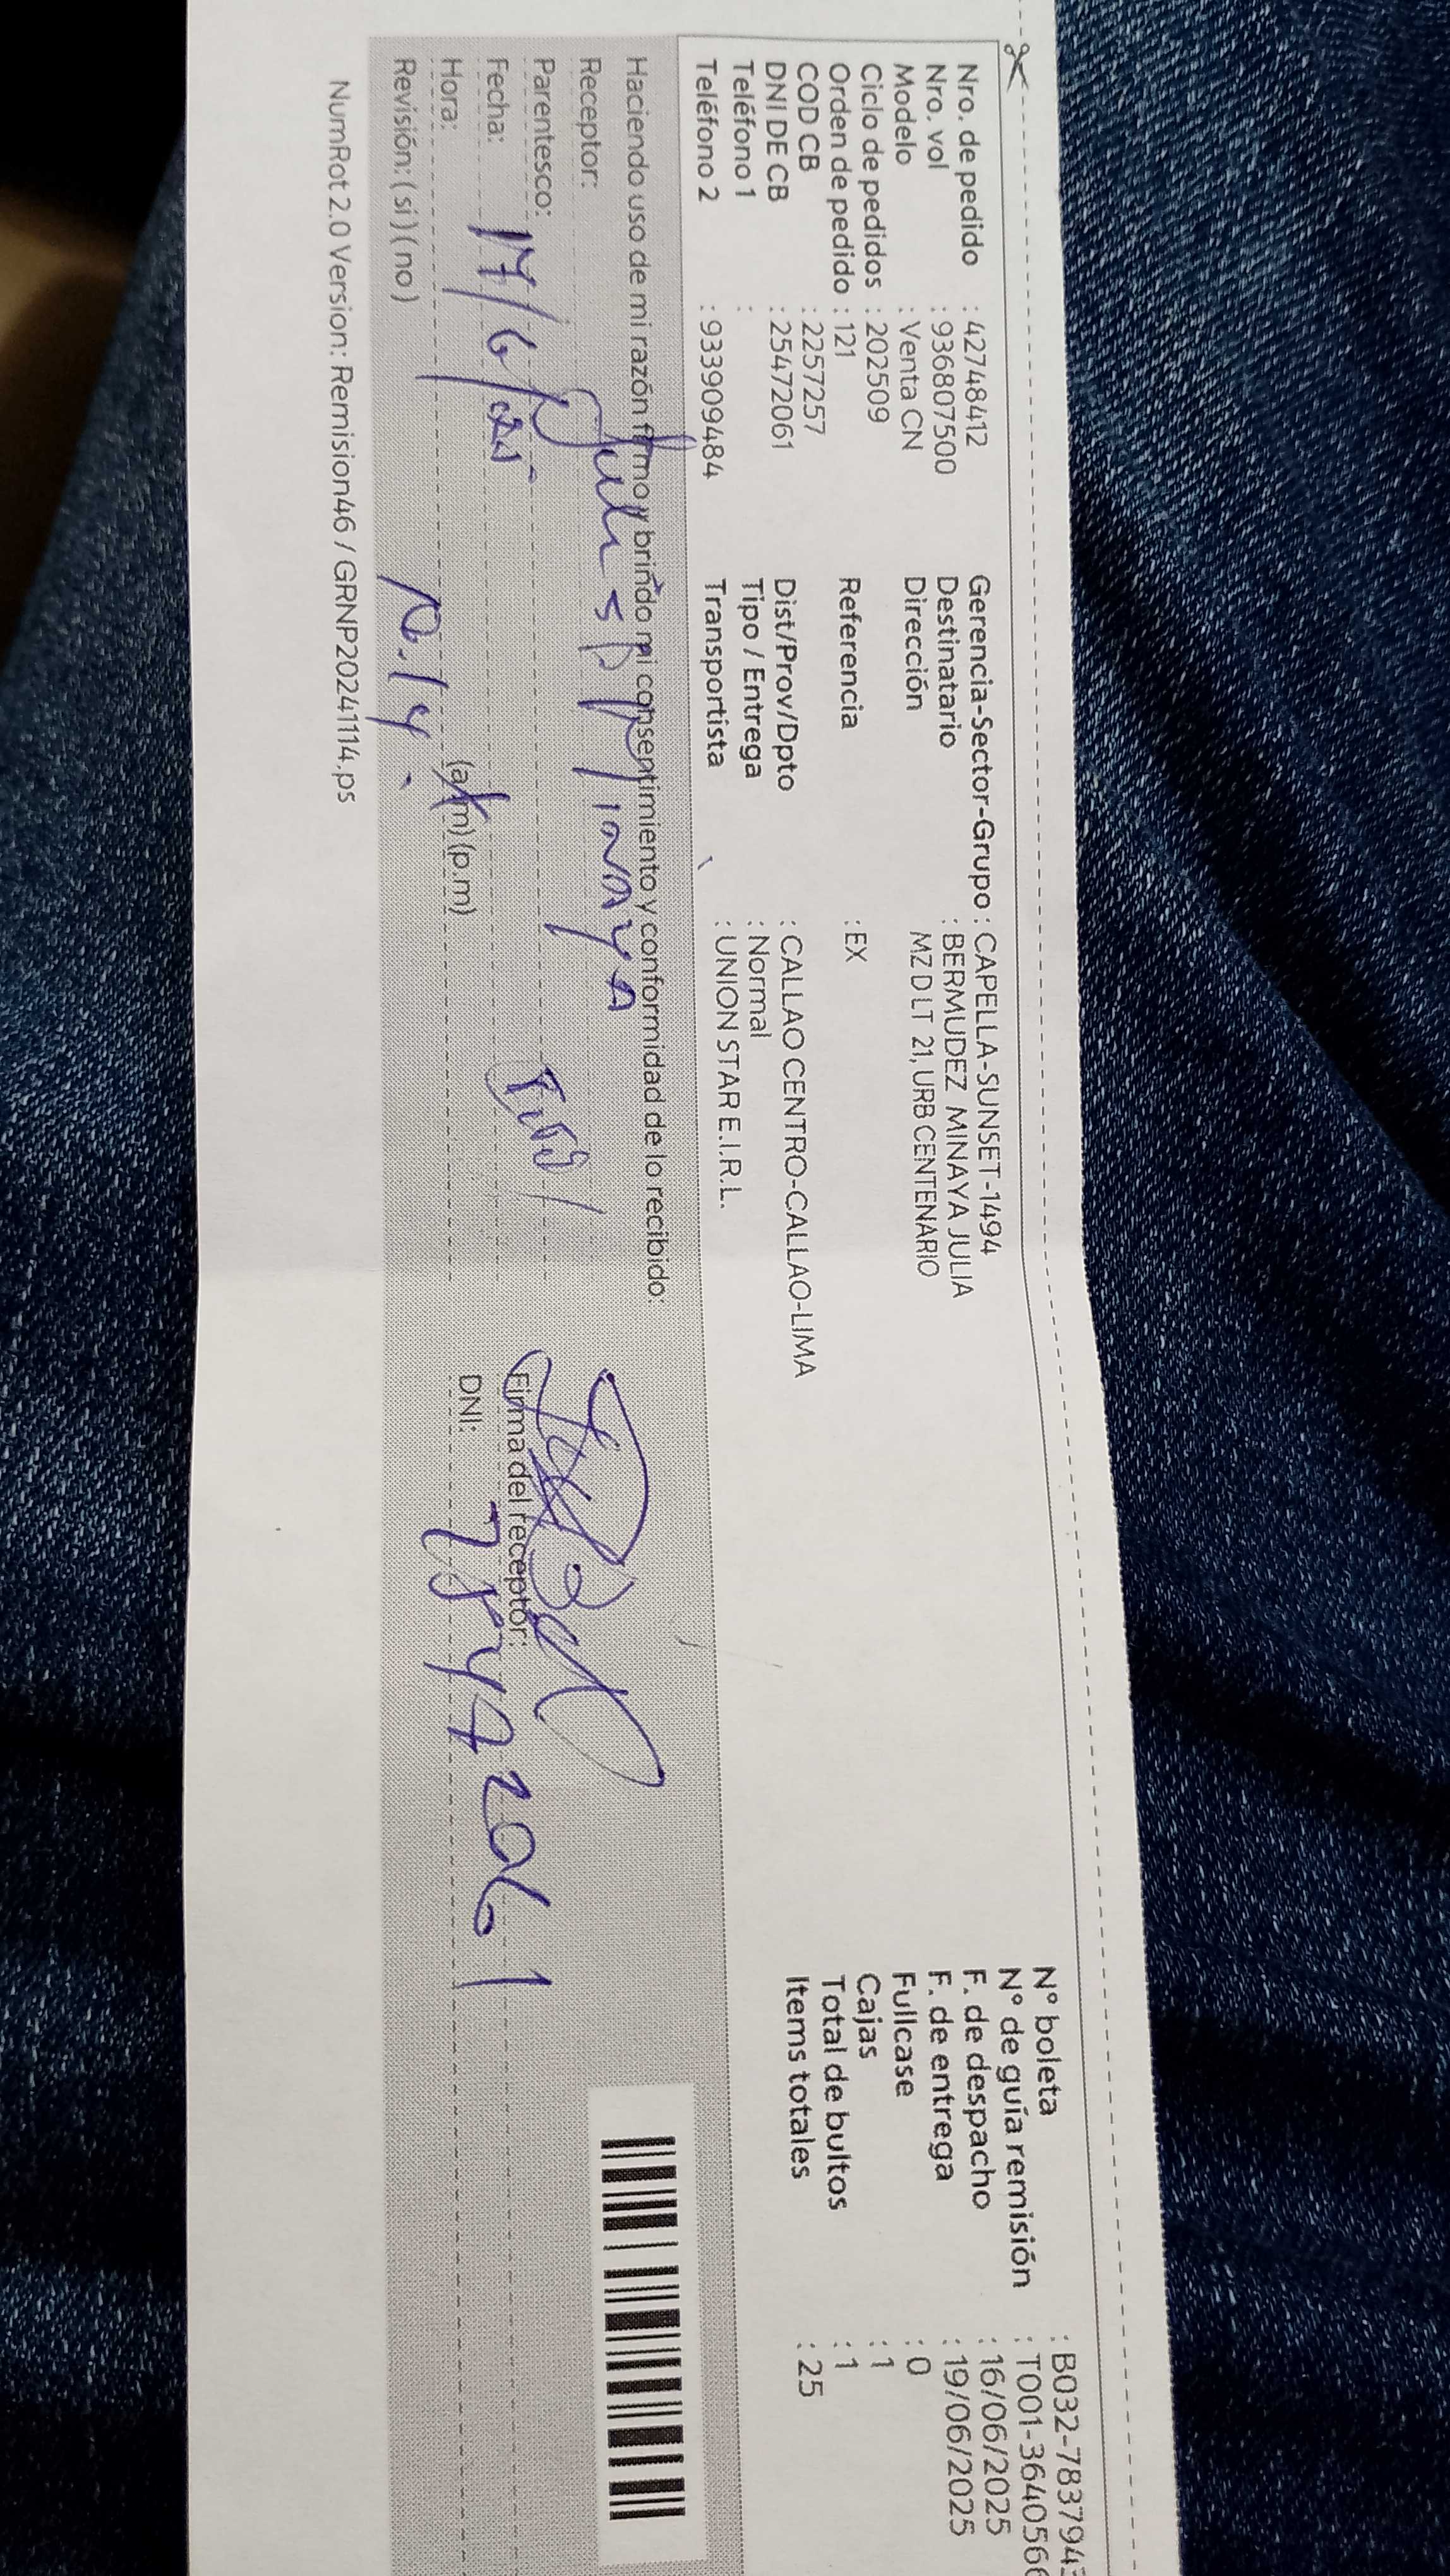 Nro. de pedido : 42748412
Nro. vol : 936807500
Modelo : Venta CN
Ciclo de pedidos : 202509
Orden de pedido : 121
COD CB : 2257257
DNI DE CB : 25472061
Teléfono 1 :
Teléfono 2 : 933909484
Gerencia-Sector-Grupo : CAPELLA-SUNSET-1494
Destinatario : BERMUDEZ MINAYA JULIA
Dirección MZ D LT 21, URB CENTENARIO
Referencia : EX
Dist/Prov/Dpto : CALLAO CENTRO-CALLAO-LIMA
Tipo / Entrega : Normal
Transportista : UNION STAR E.I.R.L.
N° boleta : B032-7837943
N° de guía remisión : T001-3640566
F. de despacho : 16/06/2025
F. de entrega : 19/06/2025
Fullcase : 0
Cajas : 1
Total de bultos : 1
Items totales : 25
Haciendo uso de mi razón firmo y brindo mi consentimiento y conformidad de lo recibido:
Receptor:
Parentesco:
Fecha: 17/6/25
Hora: (a.m) (p.m)
Revisión: (si) (no)
Firma del receptor:
DNI: 25472061
NumRot 2.0 Version: Remision46 / GRNP20241114.ps